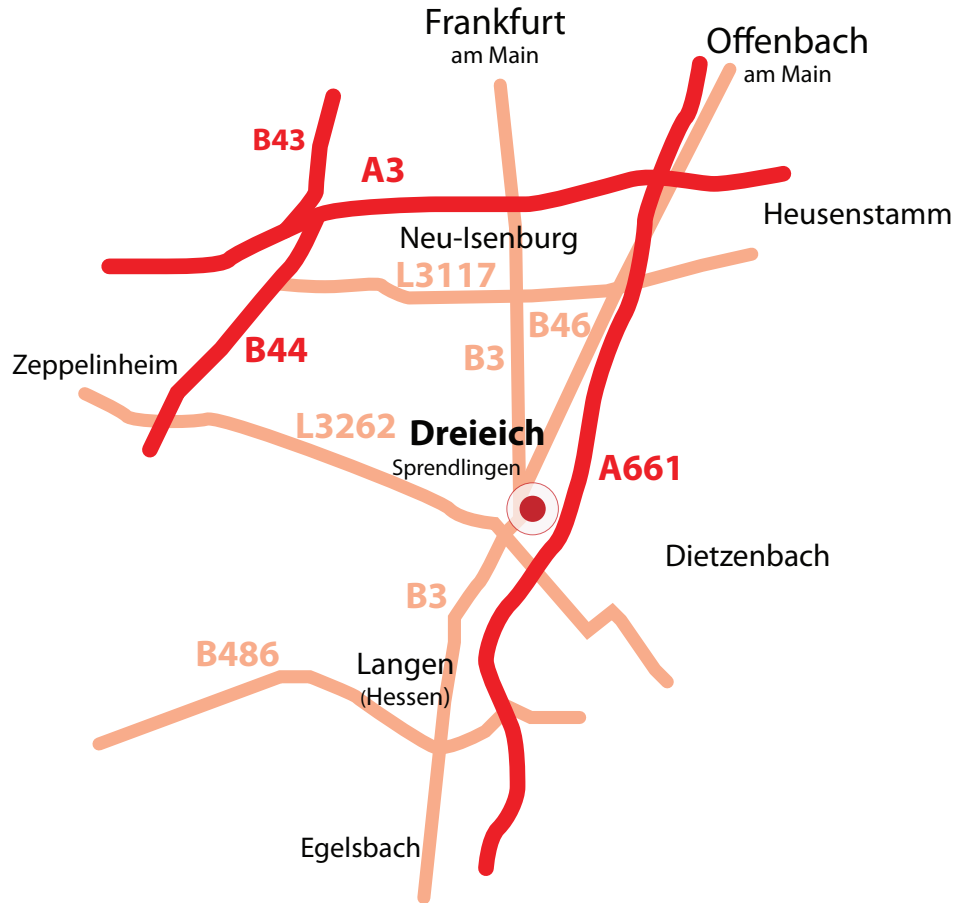 Frankfurt
am Main
Offenbach
am Main
B43
A3
Heusenstamm
Neu-Isenburg
L3117
B46
B44
B3
Zeppelinheim
L3262
Dreieich
Sprendlingen
A661
Dietzenbach
B3
B486
Langen
(Hessen)
Egelsbach